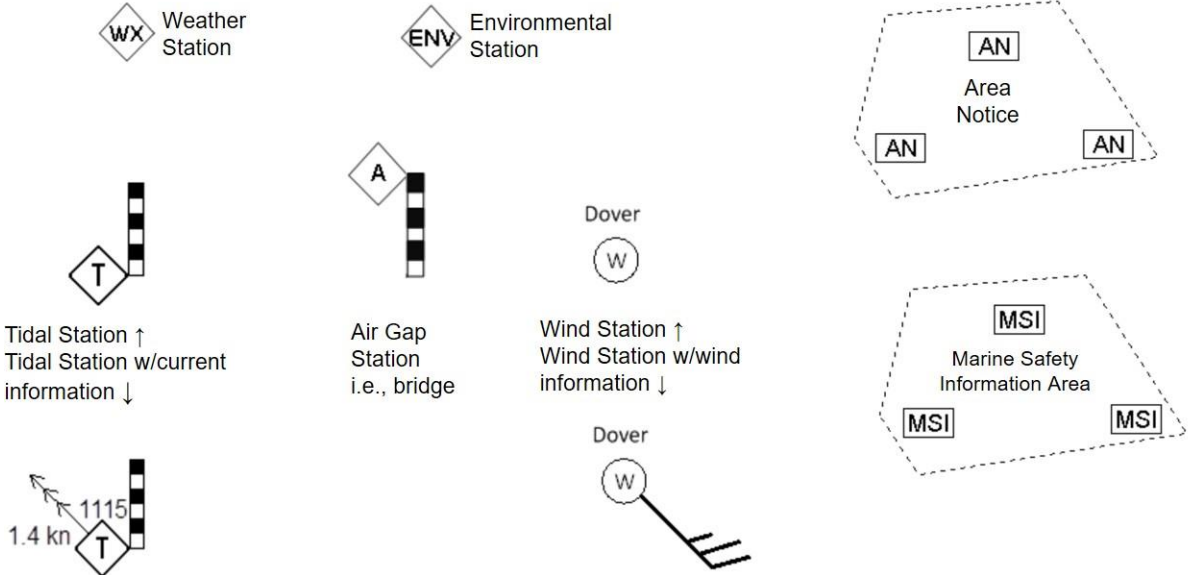 WX
Weather
Station
ENV
Environmental
Station
AN
Area
Notice
AN
AN
T
Tidal Station ↑
Tidal Station w/current
information ↓
1115
1.4 kn
T
A
Air Gap
Station
i.e., bridge
Dover
W
Wind Station ↑
Wind Station w/wind
information ↓
Dover
W
MSI
Marine Safety
Information Area
MSI
MSI